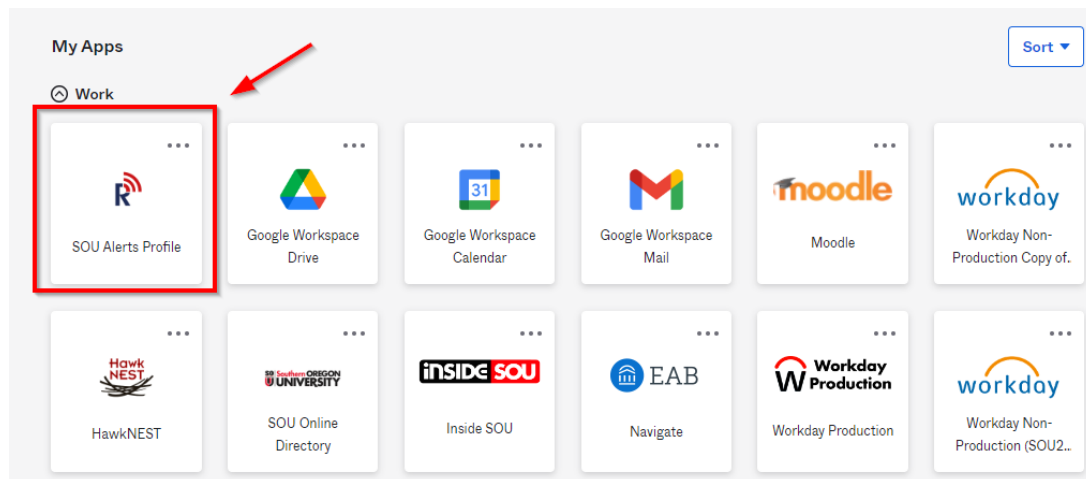 My Apps
Sort
Work
R
SOU Alerts Profile
Google Workspace
Drive
31
Google Workspace
Calendar
Google Workspace
Mail
moodle
Moodle
workday
Workday Non-
Production Copy of..
Hawk
NEST
HawkNEST
Southern OREGON
UNIVERSITY
SOU Online
Directory
INSIDE SOU
Inside SOU
EAB
Navigate
Workday
Production
Workday Production
workday
Workday Non-
Production (SOU2...